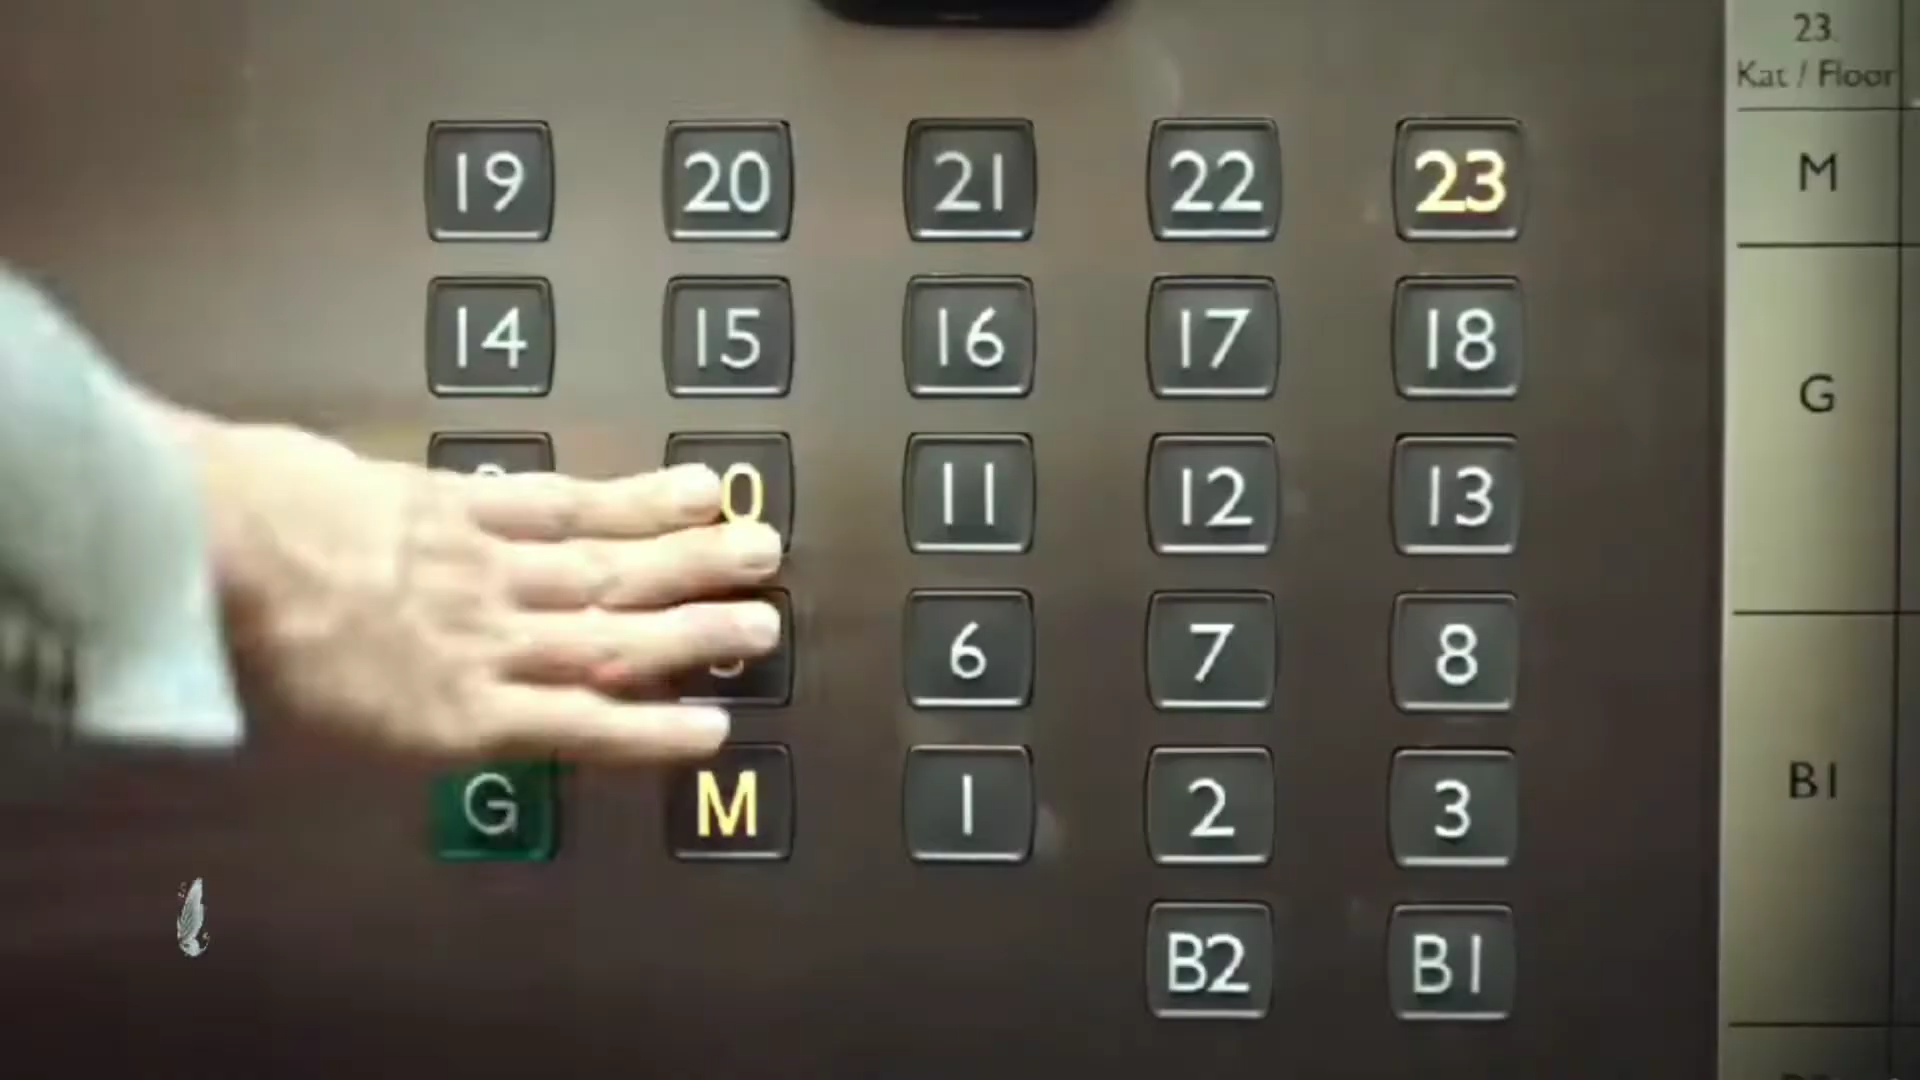 19 20 21 22 23
14 15 16 17 18
11 12 13
6 7 8
G M 1 2 3
B2 B1
23.
Kat / Floor
M
G
B1